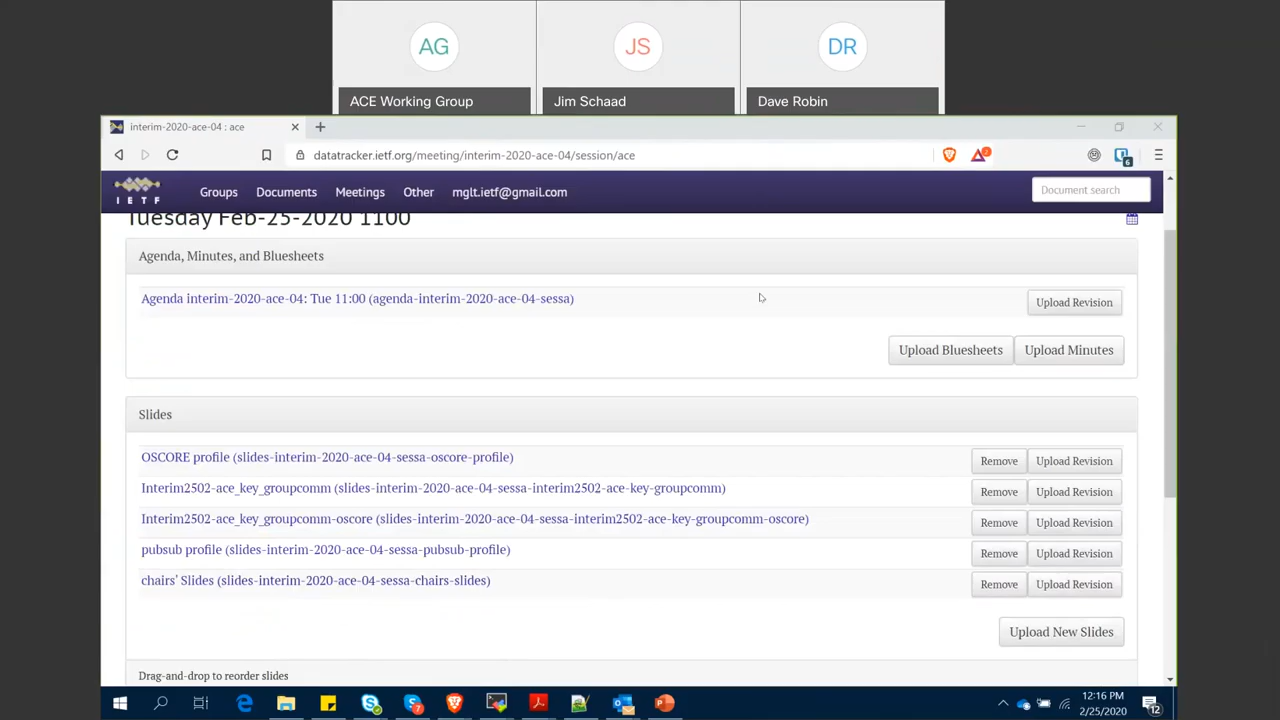 AG
JS
DR
ACE Working Group
Jim Schaad
Dave Robin
interim-2020-ace-04 : ace
datatracker.ietf.org/meeting/interim-2020-ace-04/session/ace
2
6
I E T F
Groups
Documents
Meetings
Other
mglt.ietf@gmail.com
Document search
Tuesday Feb-25-2020 1100
Agenda, Minutes, and Bluesheets
Agenda interim-2020-ace-04: Tue 11:00 (agenda-interim-2020-ace-04-sessa)
Upload Revision
Upload Bluesheets
Upload Minutes
Slides
OSCORE profile (slides-interim-2020-ace-04-sessa-oscore-profile)
Remove
Upload Revision
Interim2502-ace_key_groupcomm (slides-interim-2020-ace-04-sessa-interim2502-ace-key-groupcomm)
Remove
Upload Revision
Interim2502-ace_key_groupcomm-oscore (slides-interim-2020-ace-04-sessa-interim2502-ace-key-groupcomm-oscore)
Remove
Upload Revision
pubsub profile (slides-interim-2020-ace-04-sessa-pubsub-profile)
Remove
Upload Revision
chairs' Slides (slides-interim-2020-ace-04-sessa-chairs-slides)
Remove
Upload Revision
Upload New Slides
Drag-and-drop to reorder slides
12:16 PM
2/25/2020
12